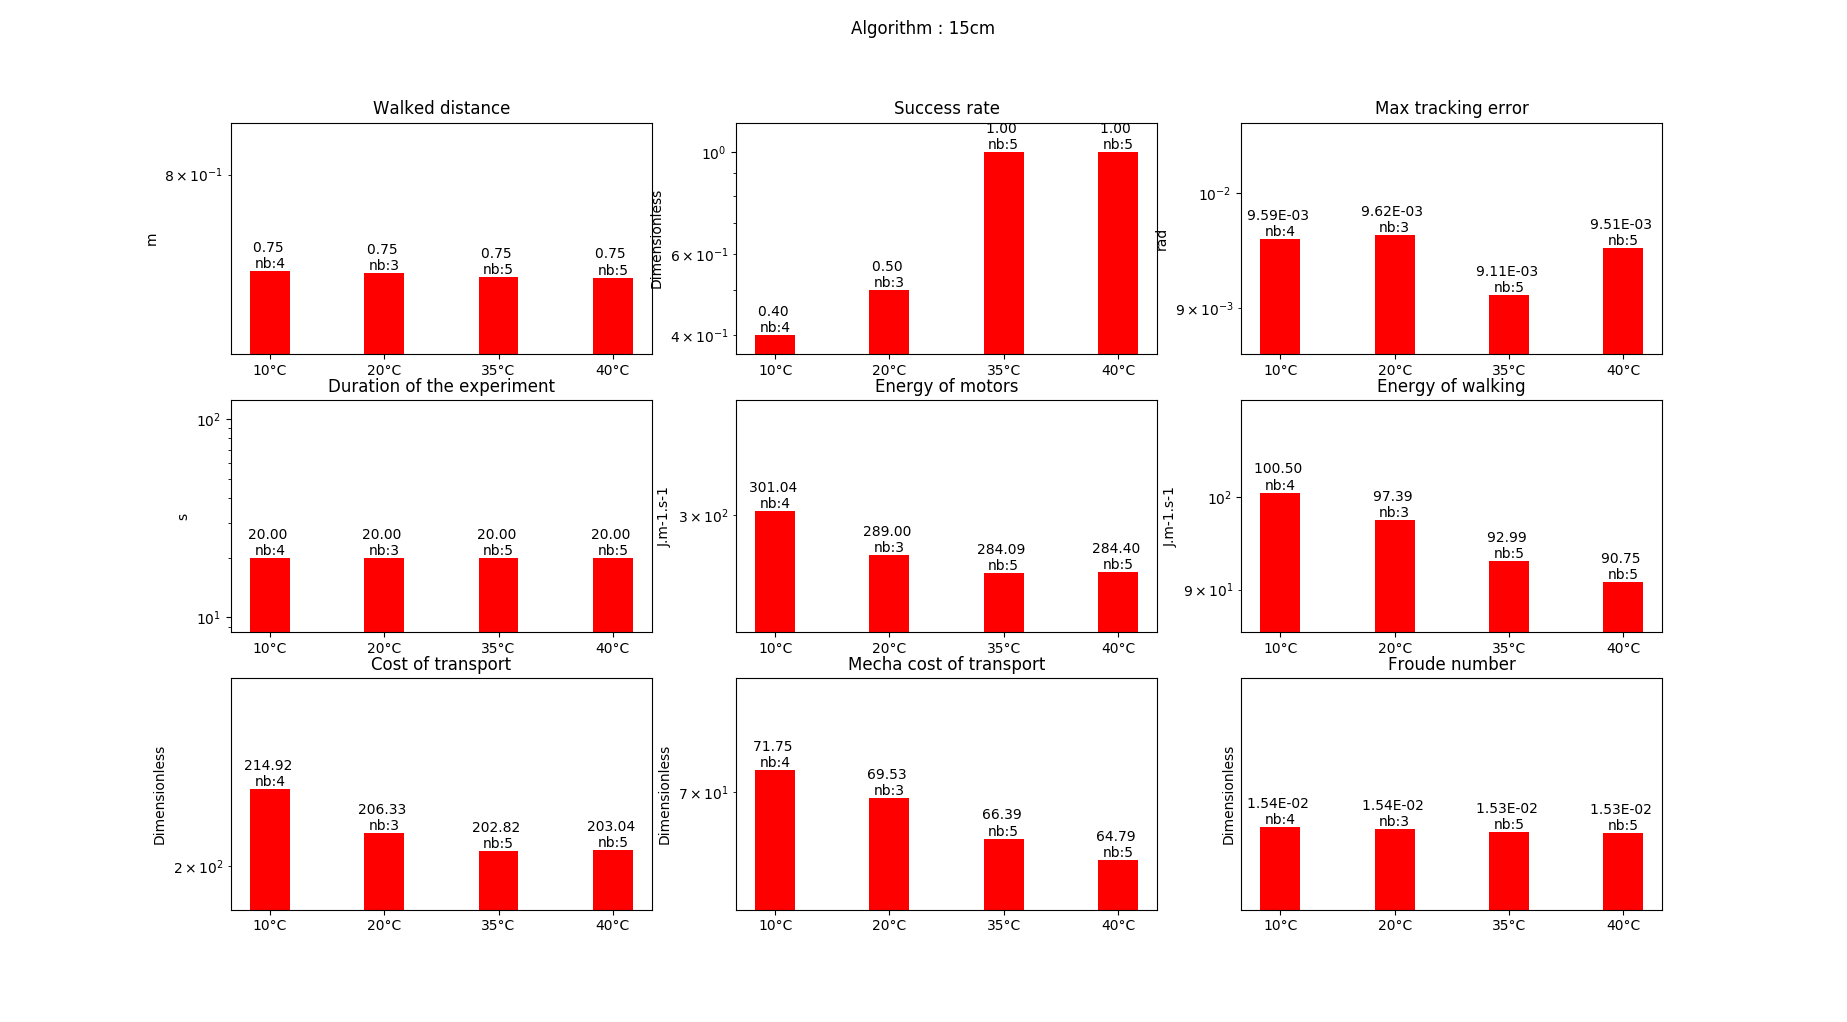 Algorithm : 15cm
Walked distance
m
8×10⁻¹
0.75
nb:4
0.75
nb:3
0.75
nb:5
0.75
nb:5
10°C 20°C 35°C 40°C
Success rate
Dimensionless
10⁰
6×10⁻¹
4×10⁻¹
0.40
nb:4
0.50
nb:3
1.00
nb:5
1.00
nb:5
10°C 20°C 35°C 40°C
Max tracking error
rad
10⁻²
9×10⁻³
9.59E-03
nb:4
9.62E-03
nb:3
9.11E-03
nb:5
9.51E-03
nb:5
10°C 20°C 35°C 40°C
Duration of the experiment
s
10²
10¹
20.00
nb:4
20.00
nb:3
20.00
nb:5
20.00
nb:5
10°C 20°C 35°C 40°C
Energy of motors
J.m-1.s-1
3×10²
301.04
nb:4
289.00
nb:3
284.09
nb:5
284.40
nb:5
10°C 20°C 35°C 40°C
Energy of walking
J.m-1.s-1
10²
9×10¹
100.50
nb:4
97.39
nb:3
92.99
nb:5
90.75
nb:5
10°C 20°C 35°C 40°C
Cost of transport
Dimensionless
2×10²
214.92
nb:4
206.33
nb:3
202.82
nb:5
203.04
nb:5
10°C 20°C 35°C 40°C
Mecha cost of transport
Dimensionless
7×10¹
71.75
nb:4
69.53
nb:3
66.39
nb:5
64.79
nb:5
10°C 20°C 35°C 40°C
Froude number
Dimensionless
1.54E-02
nb:4
1.54E-02
nb:3
1.53E-02
nb:5
1.53E-02
nb:5
10°C 20°C 35°C 40°C